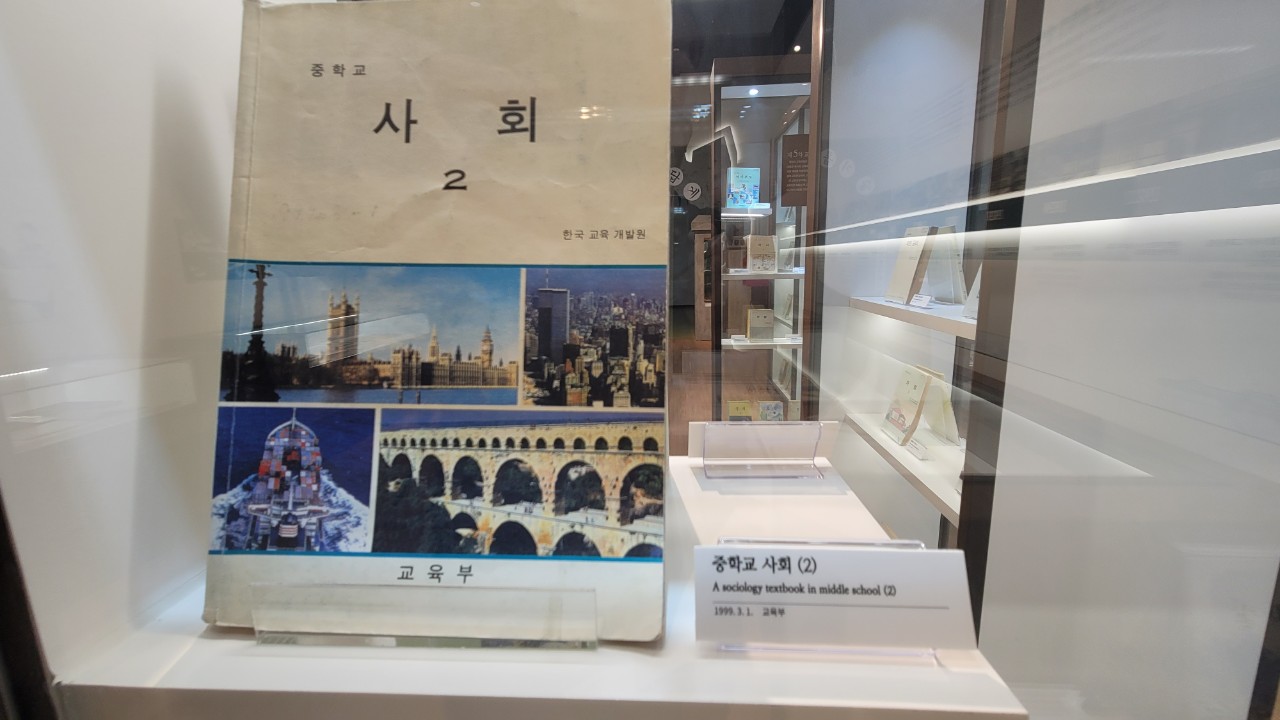 중학교
사 회
2
한국 교육 개발원
교육부
중학교 사회 (2)
A sociology textbook in middle school (2)
1999. 3. 1. 교육부